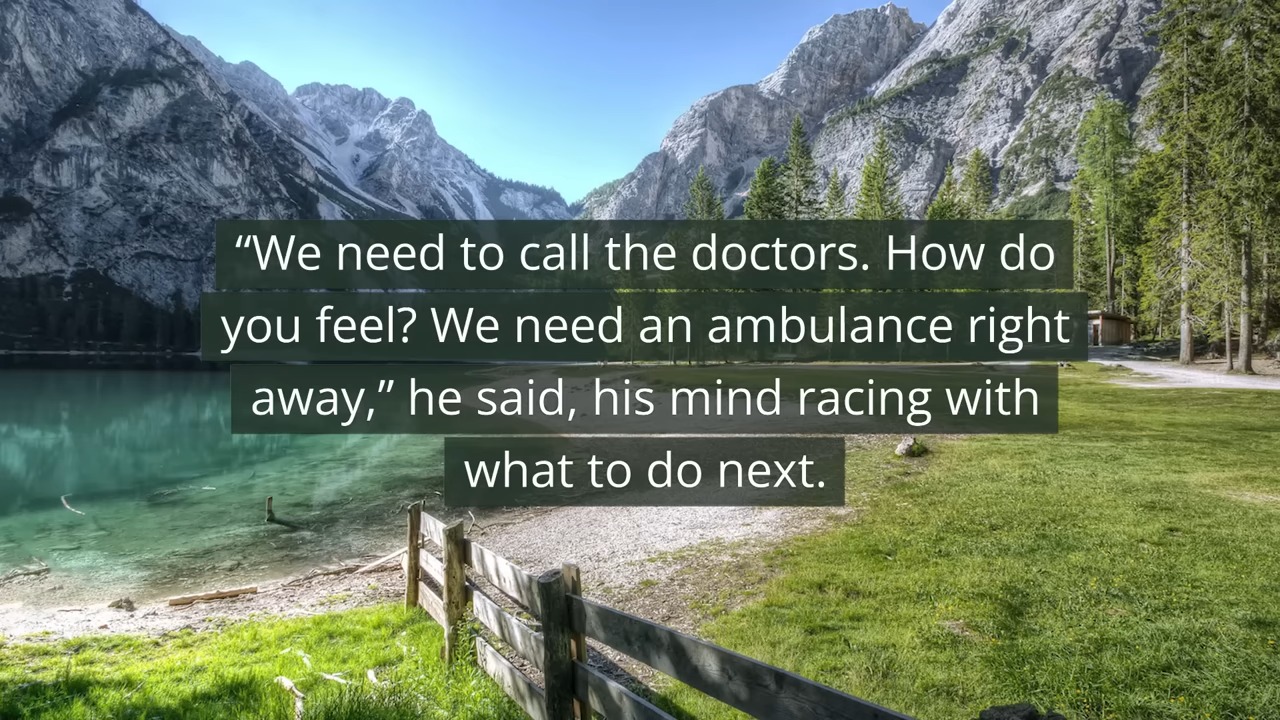 “We need to call the doctors. How do
you feel? We need an ambulance right
away,” he said, his mind racing with
what to do next.